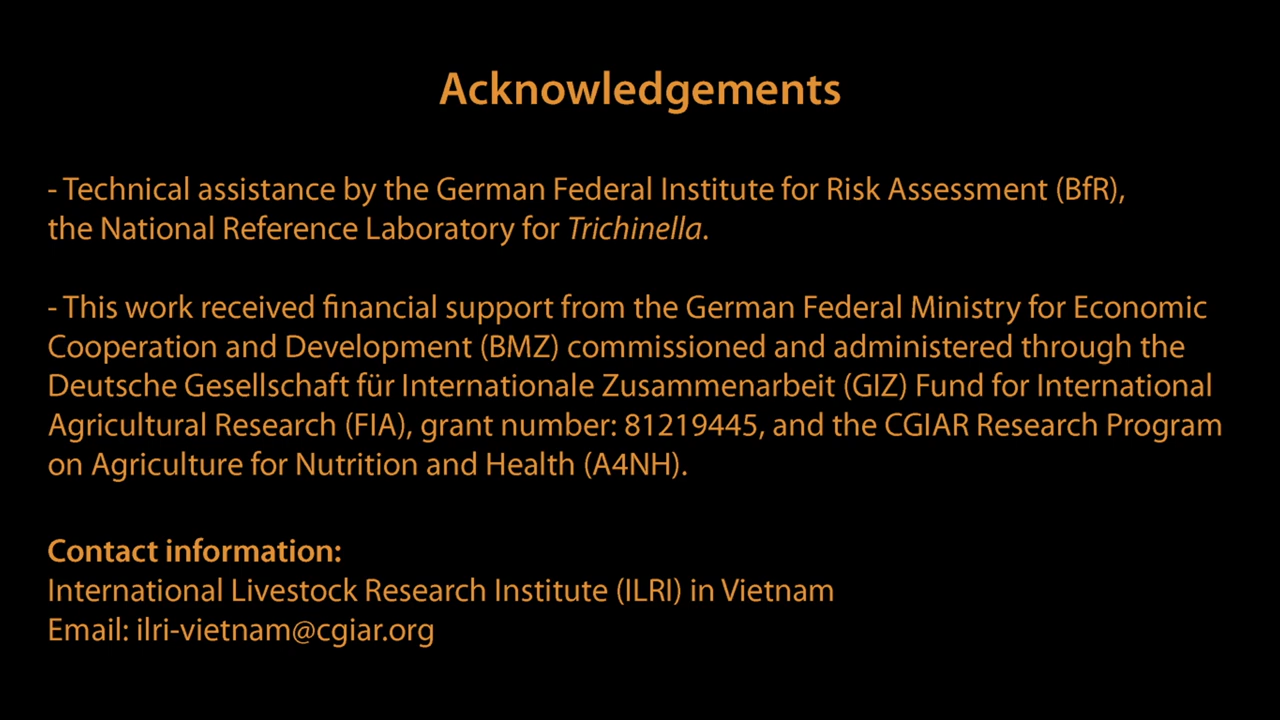 Acknowledgements
- Technical assistance by the German Federal Institute for Risk Assessment (BfR),
the National Reference Laboratory for Trichinella.
- This work received financial support from the German Federal Ministry for Economic
Cooperation and Development (BMZ) commissioned and administered through the
Deutsche Gesellschaft für Internationale Zusammenarbeit (GIZ) Fund for International
Agricultural Research (FIA), grant number: 81219445, and the CGIAR Research Program
on Agriculture for Nutrition and Health (A4NH).
Contact information:
International Livestock Research Institute (ILRI) in Vietnam
Email: ilri-vietnam@cgiar.org